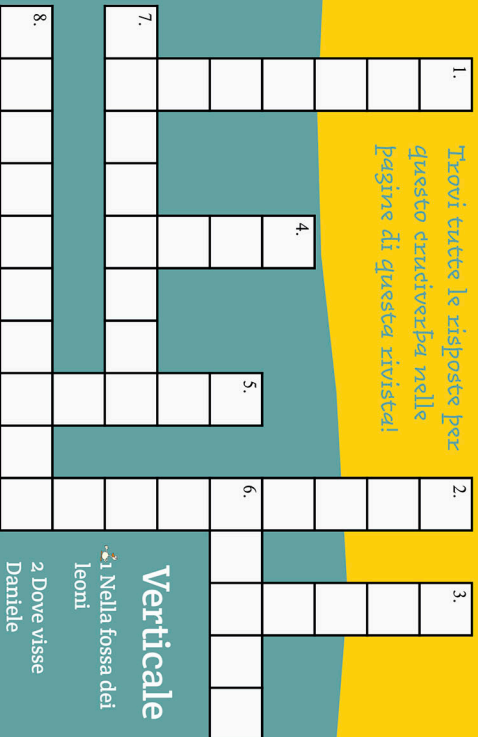 1.
2.
3.
Trovi tutte le risposte per
questo cruciverba nelle
pagine di questa rivista!
4.
5.
6.
7.
8.
Verticale
1 Nella fossa dei
leoni
2 Dove visse
Daniele